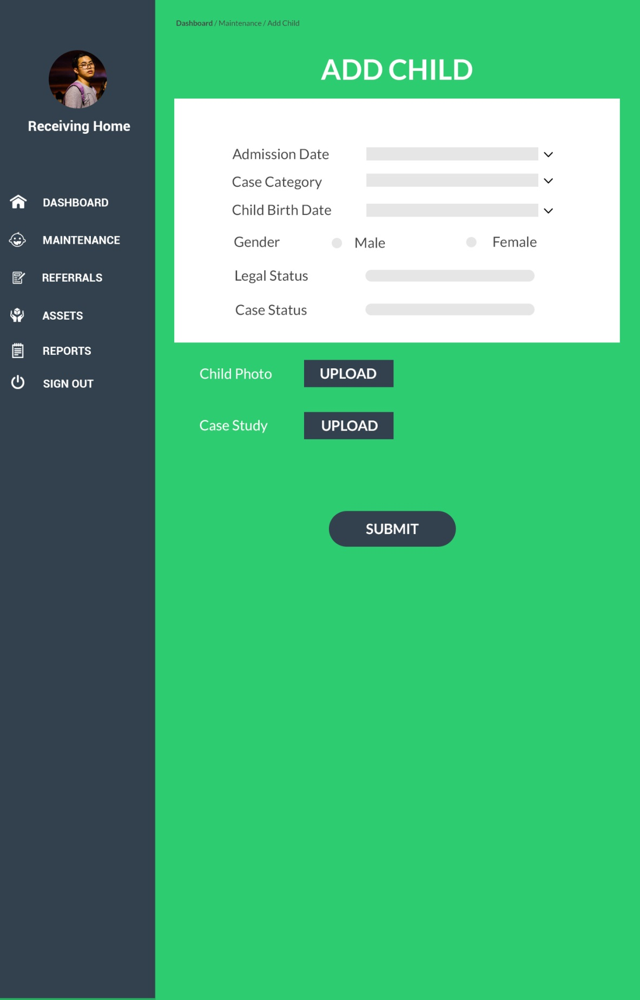 Dashboard / Maintenance / Add Child
ADD CHILD
Receiving Home
DASHBOARD
MAINTENANCE
REFERRALS
ASSETS
REPORTS
SIGN OUT
Admission Date
Case Category
Child Birth Date
Gender Male Female
Legal Status
Case Status
Child Photo UPLOAD
Case Study UPLOAD
SUBMIT